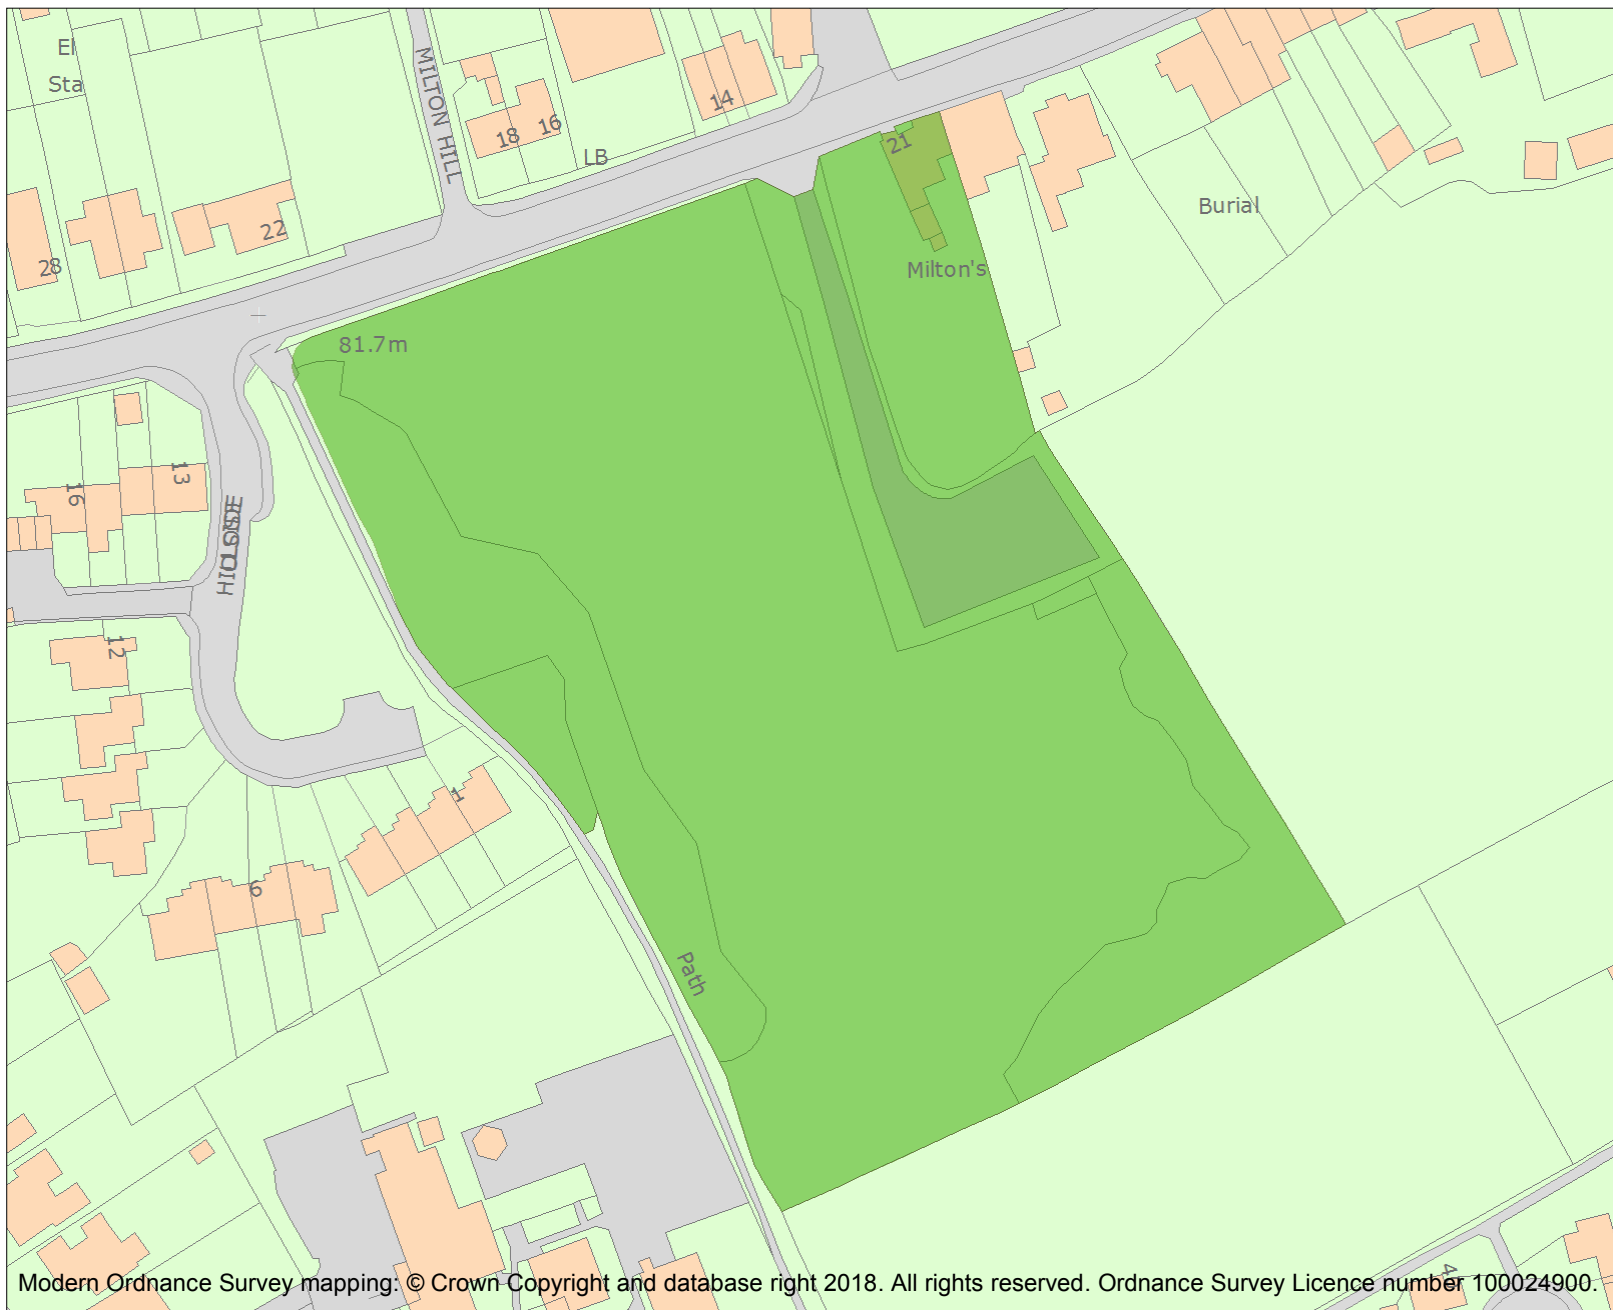 El
Sta
MILTON HILL
18
16
LB
14
21
22
28
Burial
Milton's
81.7m
16
13
HILLSIDE
12
1
6
Path
4
Modern Ordnance Survey mapping: © Crown Copyright and database right 2018. All rights reserved. Ordnance Survey Licence number 100024900.